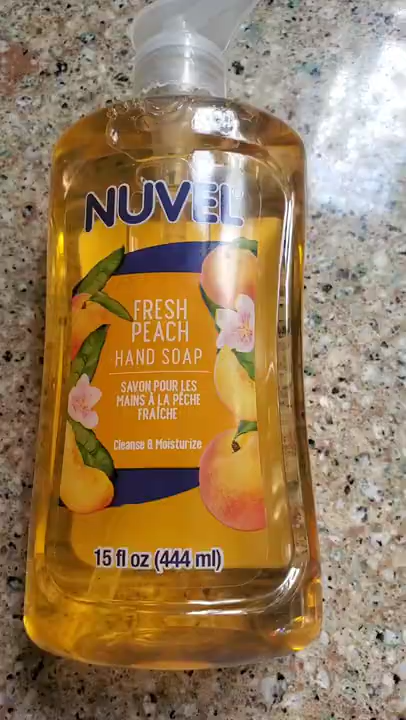 NUVEL
FRESH
PEACH
HAND SOAP
SAVON POUR LES
MAINS À LA PÊCHE
FRAÎCHE
Cleanse & Moisturize
15 fl oz (444 ml)